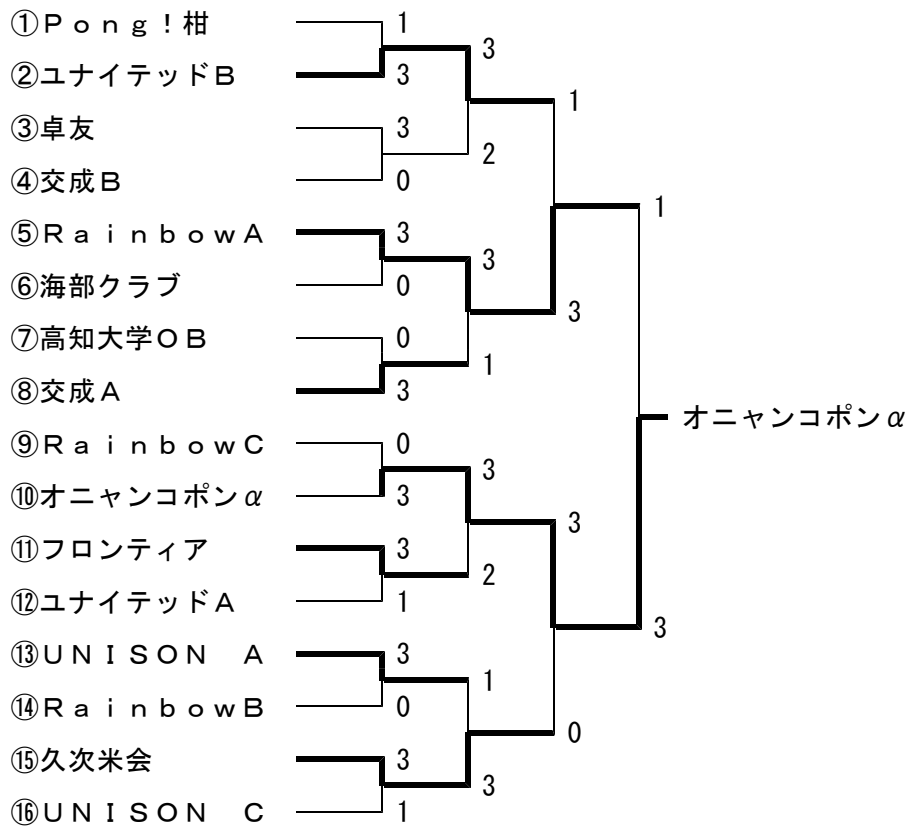 ①Ｐｏｎｇ！柑
1
3
②ユナイテッドＢ
3
1
③卓友
3
2
④交成Ｂ
0
1
⑤ＲａｉｎｂｏｗＡ
3
3
⑥海部クラブ
0
3
⑦高知大学ＯＢ
0
1
⑧交成Ａ
3
オニャンコポンα
⑨ＲａｉｎｂｏｗＣ
0
3
⑩オニャンコポンα
3
3
⑪フロンティア
3
2
⑫ユナイテッドＡ
1
3
⑬ＵＮＩＳＯＮ　Ａ
3
1
⑭ＲａｉｎｂｏｗＢ
0
0
⑮久次米会
3
3
⑯ＵＮＩＳＯＮ　Ｃ
1